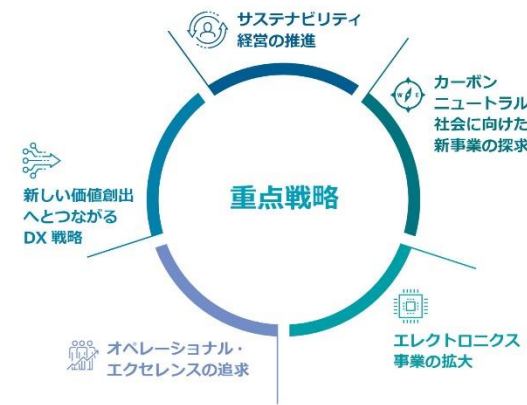 サステナビリティ
経営の推進
カーボン
ニュートラル
社会に向けた
新事業の探求
W E
新しい価値創出
へとつながる
DX 戦略
重点戦略
エレクトロニクス
事業の拡大
オペレーショナル・
エクセレンスの追求